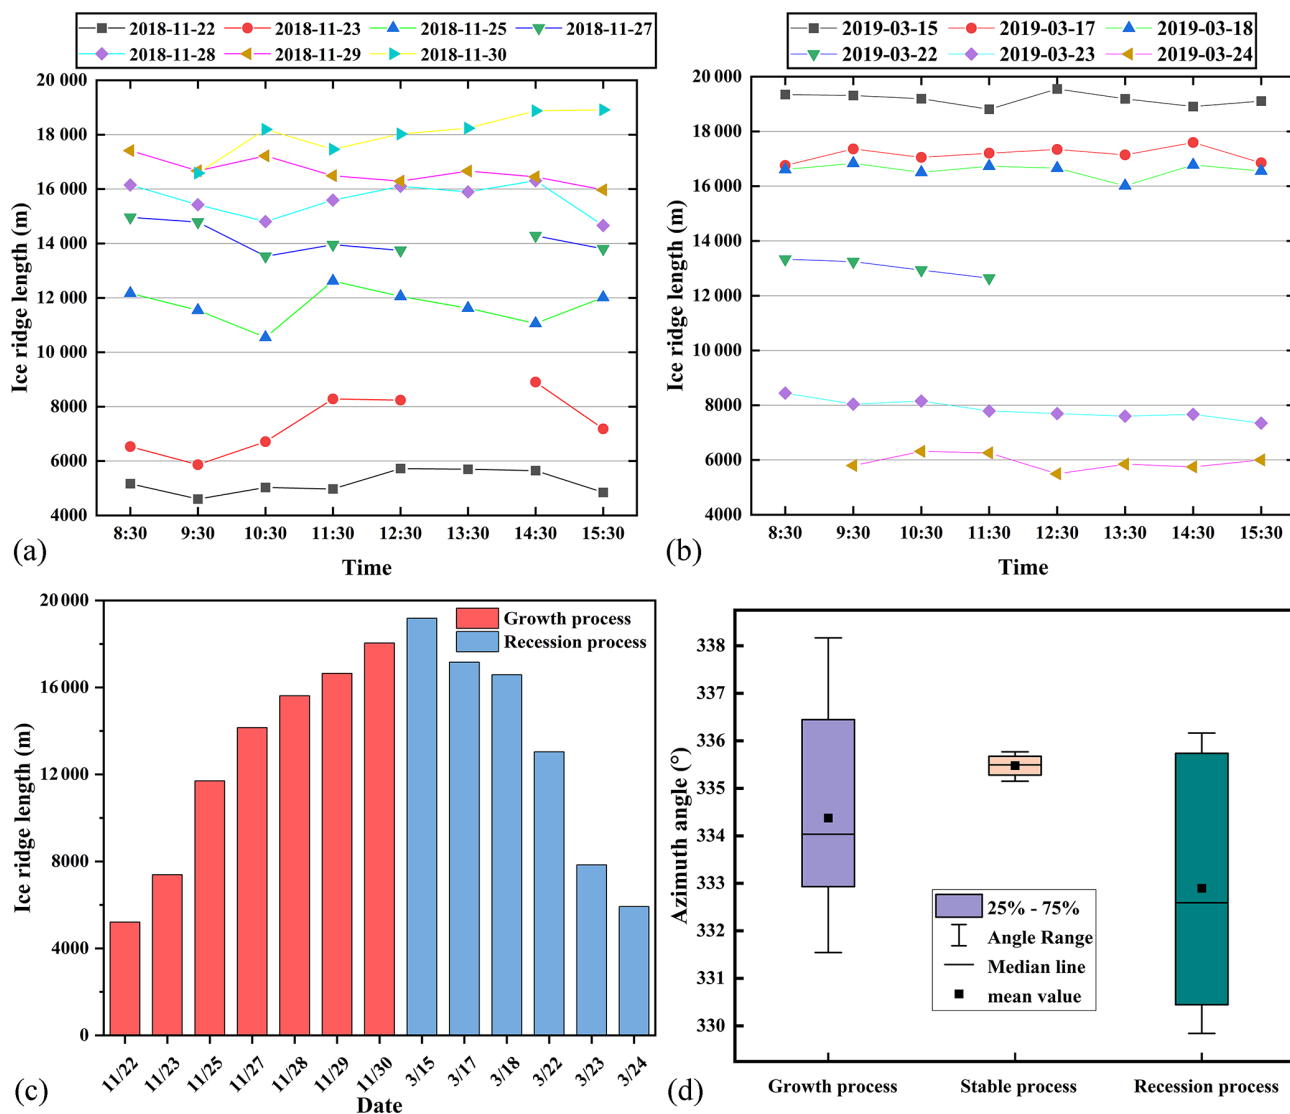 2018-11-22 2018-11-23 2018-11-25 2018-11-27
2018-11-28 2018-11-29 2018-11-30
20 000
18 000
16 000
14 000
12 000
10 000
8000
6000
4000
Ice ridge length (m)
8:30 9:30 10:30 11:30 12:30 13:30 14:30 15:30
Time
(a)
2019-03-15 2019-03-17 2019-03-18
2019-03-22 2019-03-23 2019-03-24
20 000
18 000
16 000
14 000
12 000
10 000
8000
6000
4000
Ice ridge length (m)
8:30 9:30 10:30 11:30 12:30 13:30 14:30 15:30
Time
(b)
Growth process
Recession process
20 000
16 000
12 000
8000
4000
0
Ice ridge length (m)
11/22 11/23 11/25 11/27 11/28 11/29 11/30 3/15 3/17 3/18 3/22 3/23 3/24
Date
(c)
338
337
336
335
334
333
332
331
330
Azimuth angle (°)
25% - 75%
Angle Range
Median line
mean value
Growth process Stable process Recession process
(d)